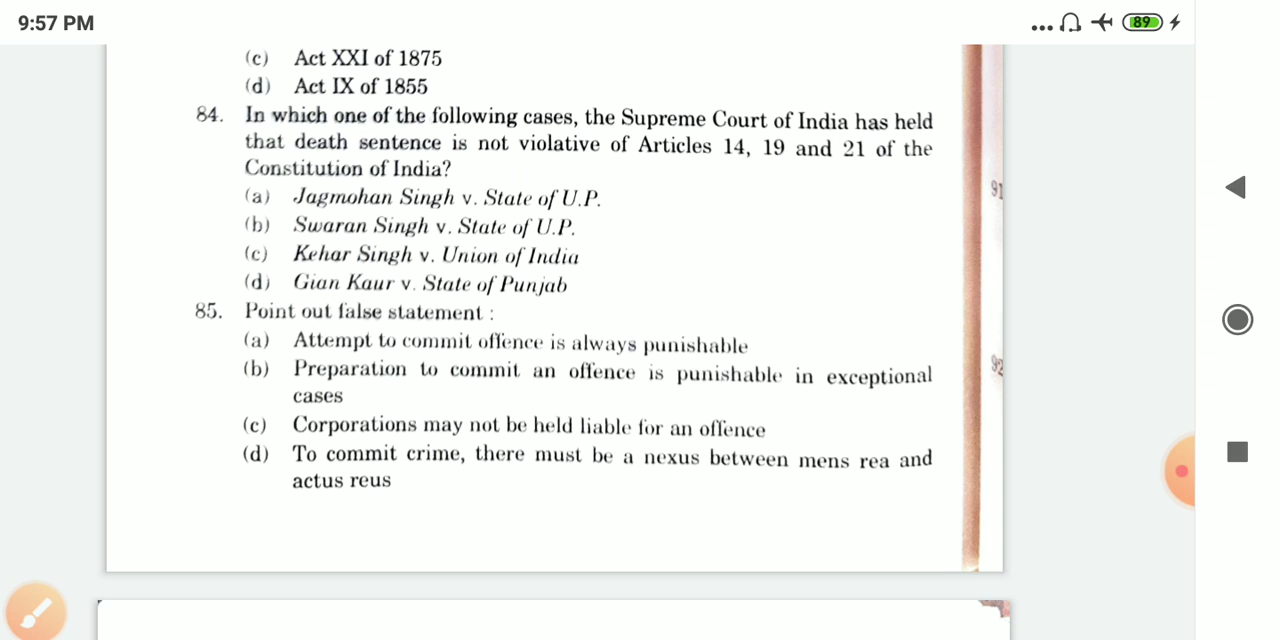 9:57 PM
... 89
(c) Act XXI of 1875
(d) Act IX of 1855
84. In which one of the following cases, the Supreme Court of India has held
that death sentence is not violative of Articles 14, 19 and 21 of the
Constitution of India?
(a) Jagmohan Singh v. State of U.P.
(b) Swaran Singh v. State of U.P.
(c) Kehar Singh v. Union of India
(d) Gian Kaur v. State of Punjab
85. Point out false statement :
(a) Attempt to commit offence is always punishable
(b) Preparation to commit an offence is punishable in exceptional
cases
(c) Corporations may not be held liable for an offence
(d) To commit crime, there must be a nexus between mens rea and
actus reus
91
92